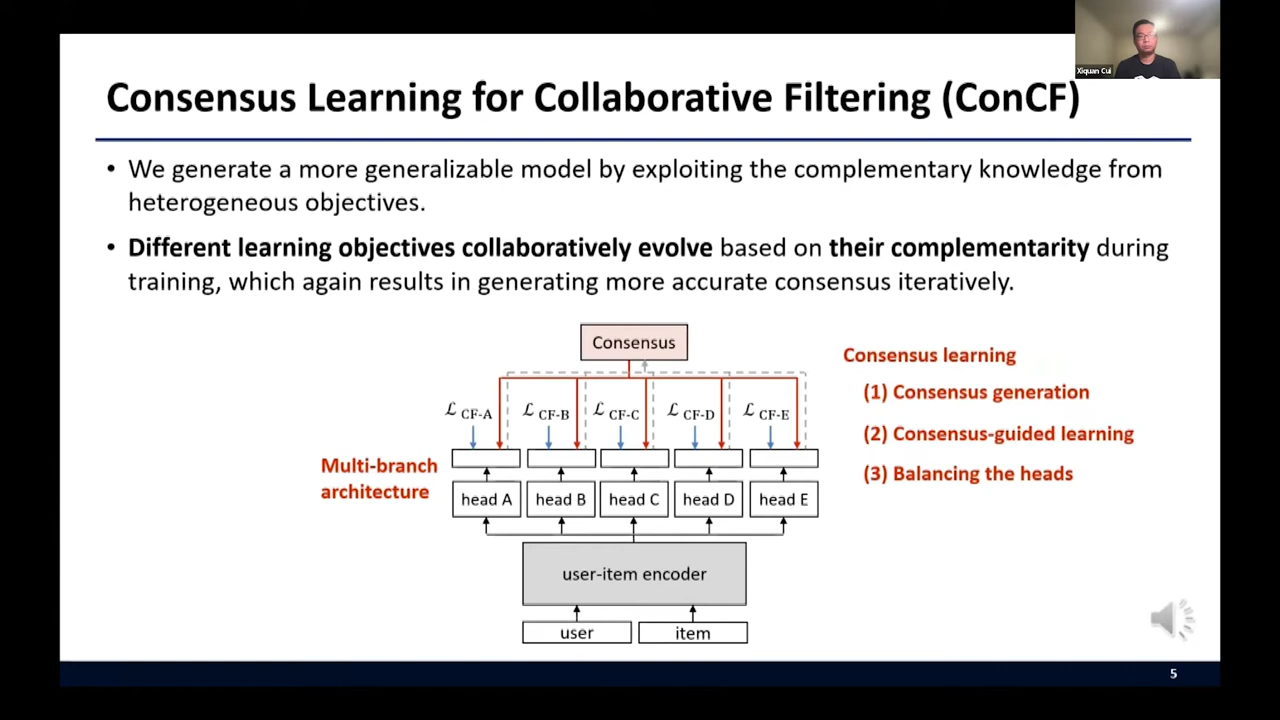 Xiquan Cui
Consensus Learning for Collaborative Filtering (ConCF)
• We generate a more generalizable model by exploiting the complementary knowledge from
heterogeneous objectives.
• Different learning objectives collaboratively evolve based on their complementarity during
training, which again results in generating more accurate consensus iteratively.
Consensus
ℒ CF-A ℒ CF-B ℒ CF-C ℒ CF-D ℒ CF-E
head A head B head C head D head E
user-item encoder
user item
Multi-branch
architecture
Consensus learning
(1) Consensus generation
(2) Consensus-guided learning
(3) Balancing the heads
5